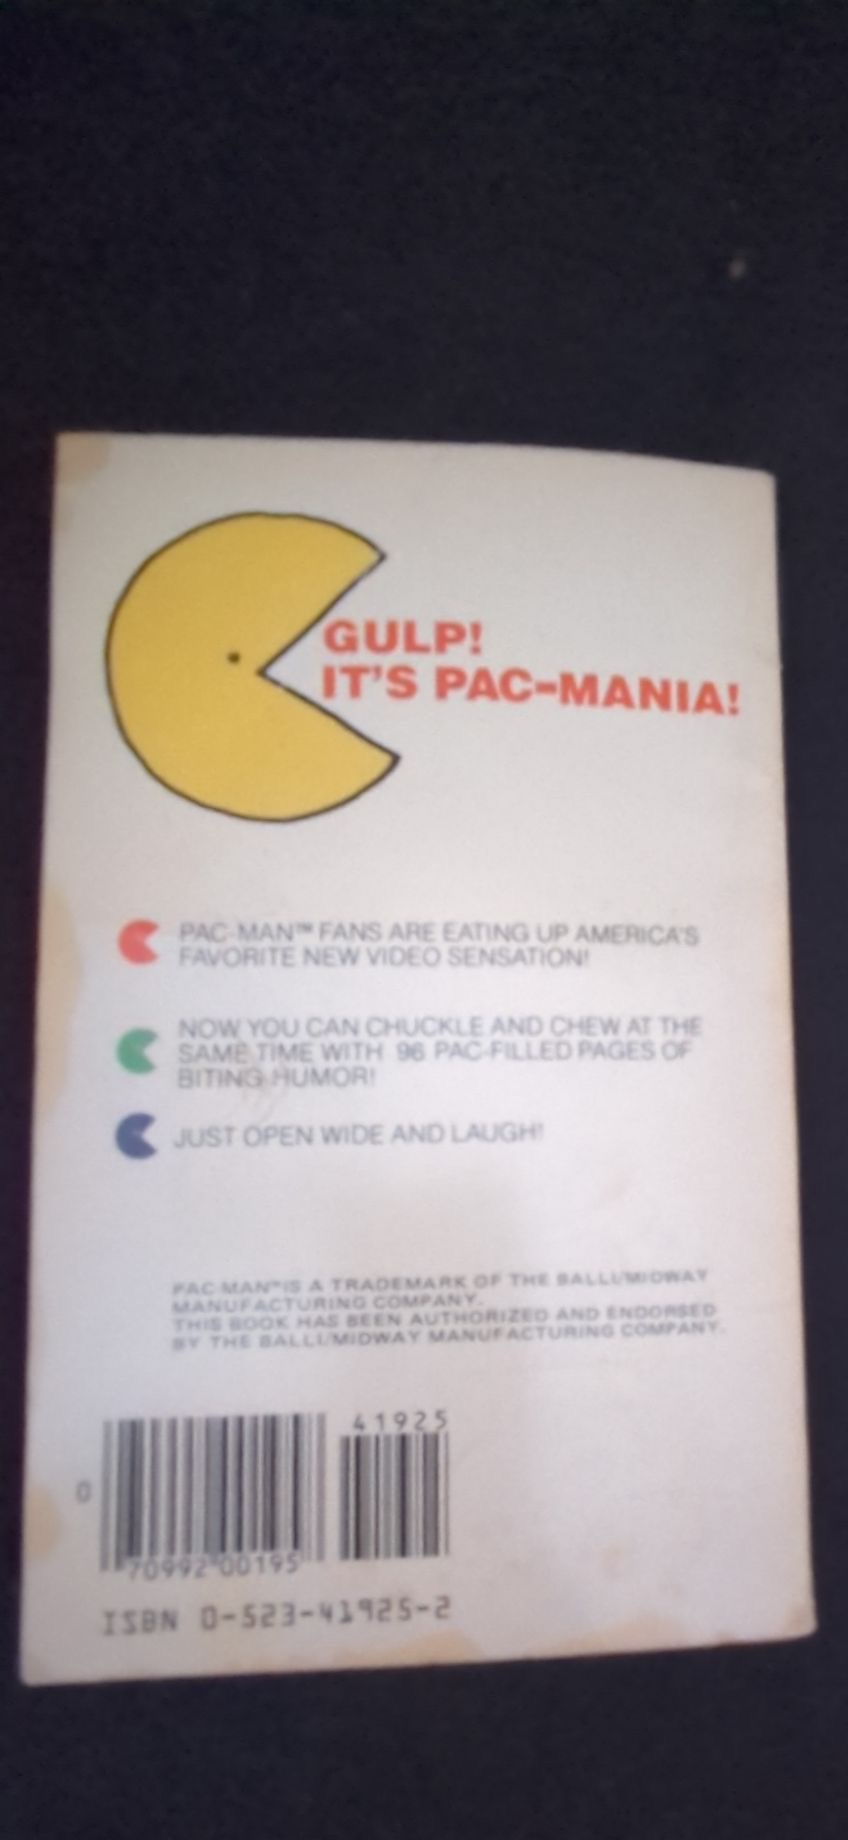 GULP!
IT'S PAC-MANIA!
PAC-MAN™ FANS ARE EATING UP AMERICA'S
FAVORITE NEW VIDEO SENSATION!
NOW YOU CAN CHUCKLE AND CHEW AT THE
SAME TIME WITH 96 PAC-FILLED PAGES OF
BITING HUMOR!
JUST OPEN WIDE AND LAUGH!
PAC-MAN™ IS A TRADEMARK OF THE BALLI/MIDWAY
MANUFACTURING COMPANY.
THIS BOOK HAS BEEN AUTHORIZED AND ENDORSED
BY THE BALLI/MIDWAY MANUFACTURING COMPANY.
41925
0
70992 00195
ISBN 0-523-41925-2